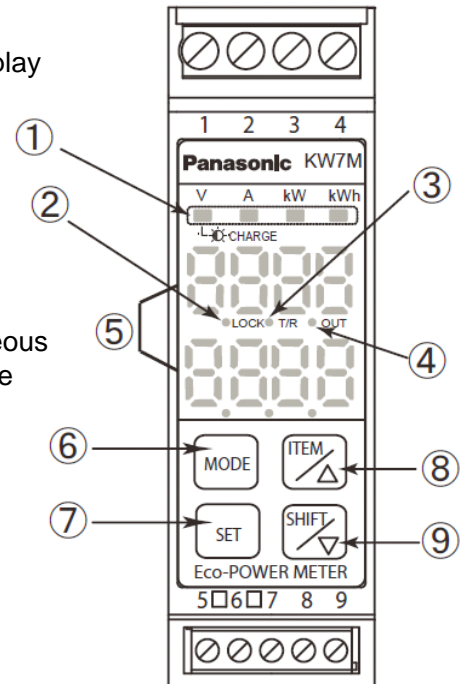 olay
1 2 3 4
Panasonic KW7M
V A kW kWh
CHARGE
LOCK T/R OUT
eous
e
MODE
ITEM
SET
SHIFT
Eco-POWER METER
5 6 7 8 9
①
②
③
④
⑤
⑥
⑦
⑧
⑨